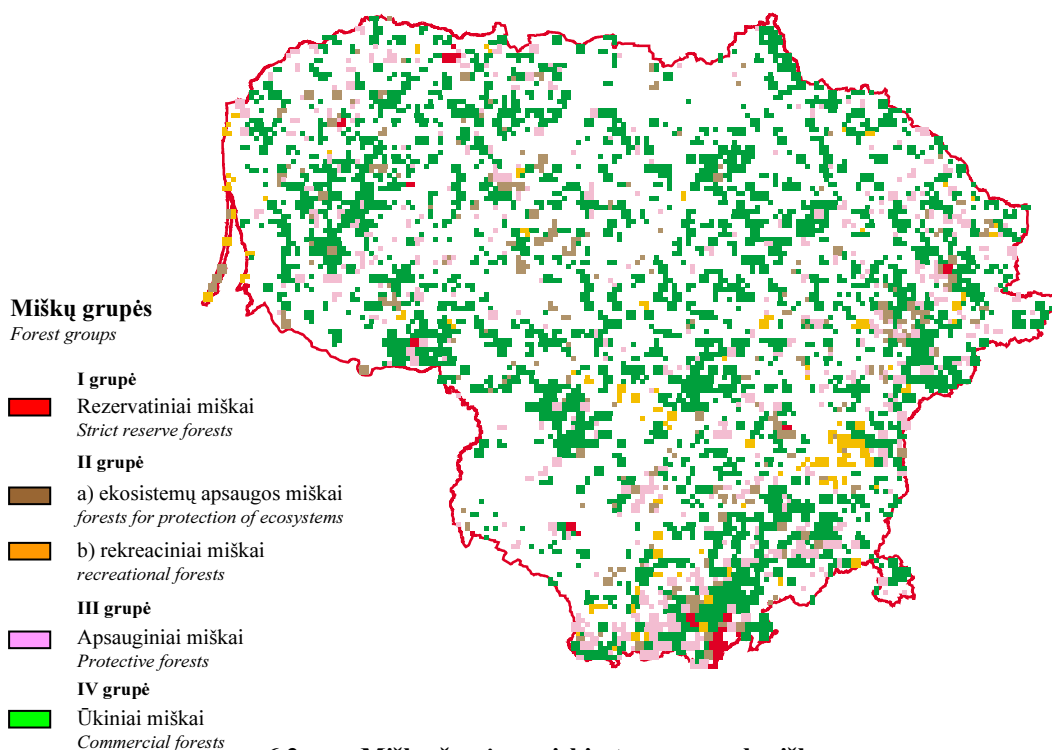 Miškų grupės
Forest groups
I grupė
Rezervatiniai miškai
Strict reserve forests
II grupė
a) ekosistemų apsaugos miškai
forests for protection of ecosystems
b) rekreaciniai miškai
recreational forests
III grupė
Apsauginiai miškai
Protective forests
IV grupė
Ūkiniai miškai
Commercial forests